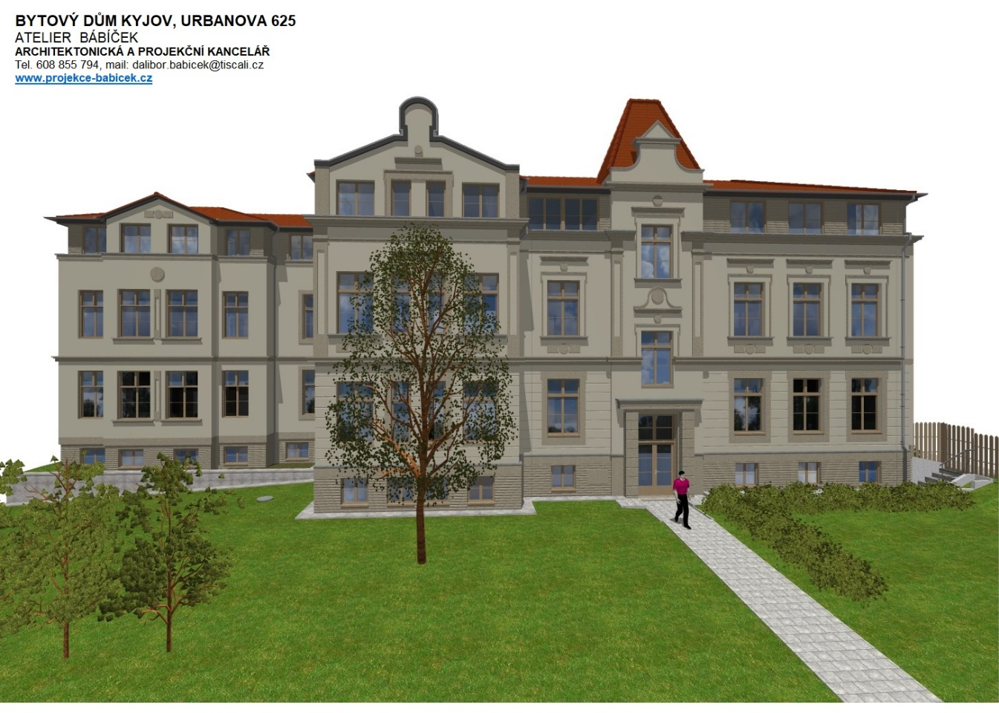 BYTOVÝ DŮM KYJOV, URBANOVA 625
ATELIER BÁBÍČEK
ARCHITEKTONICKÁ A PROJEKČNÍ KANCELÁŘ
Tel. 608 855 794, mail: dalibor.babicek@tiscali.cz
www.projekce-babicek.cz